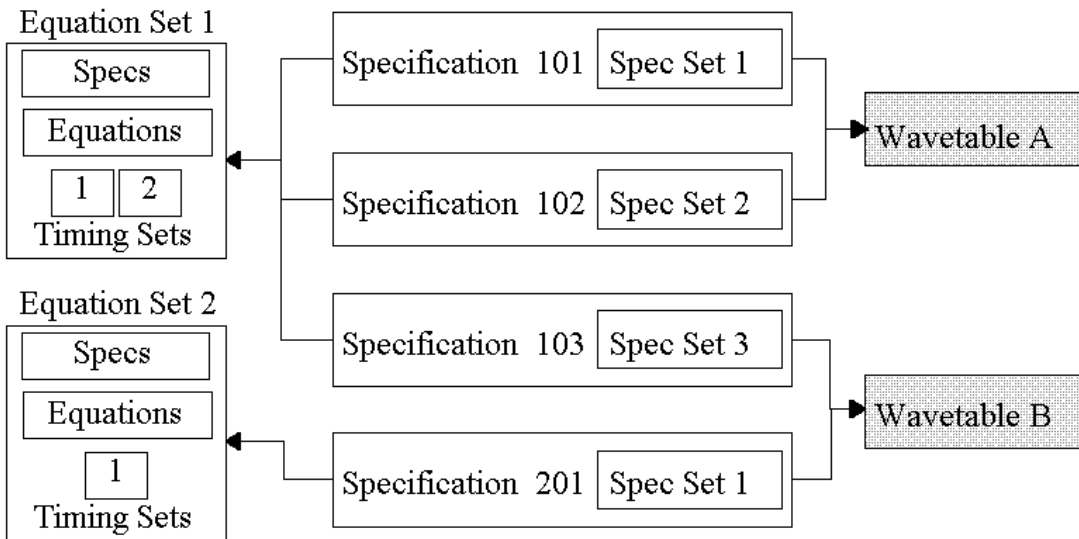 Equation Set 1
Specs
Equations
1 2
Timing Sets
Specification 101 Spec Set 1
Specification 102 Spec Set 2
Wavetable A
Equation Set 2
Specs
Equations
1
Timing Sets
Specification 103 Spec Set 3
Specification 201 Spec Set 1
Wavetable B